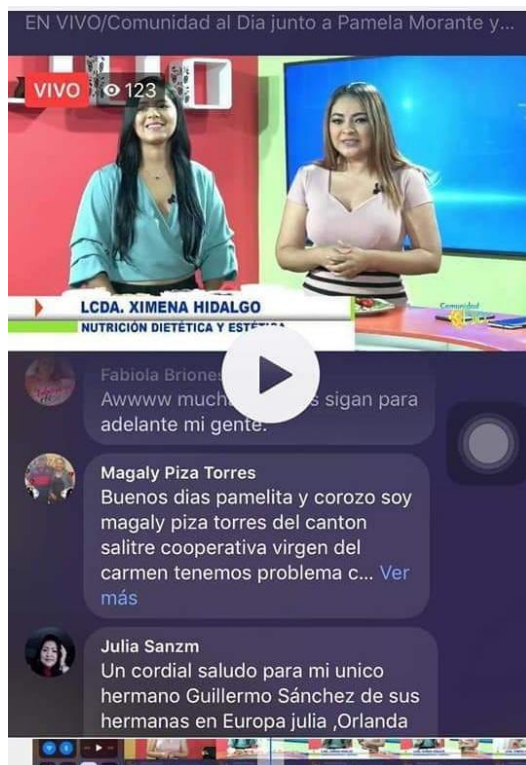 EN VIVO/Comunidad al Dia junto a Pamela Morante y...
VIVO 123
LCDA. XIMENA HIDALGO
NUTRICIÓN DIETÉTICA Y ESTÉTICA
Comunidad
Fabiola Briones
Awwww sigan para
adelante mi gente.
Magaly Piza Torres
Buenos dias pamelita y corozo soy
magaly piza torres del canton
salitre cooperativa virgen del
carmen tenemos problema c... Ver
más
Julia Sanzm
Un cordial saludo para mi unico
hermano Guillermo Sánchez de sus
hermanas en Europa julia ,Orlanda